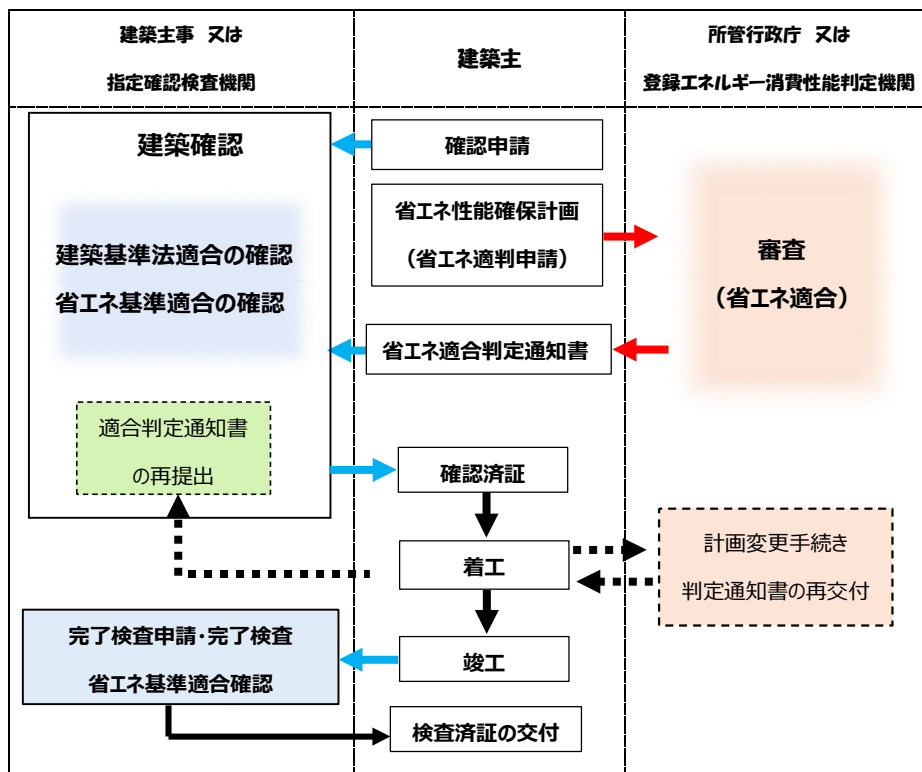 建築主事 又は
指定確認検査機関
建築主
所管行政庁 又は
登録エネルギー消費性能判定機関
建築確認
確認申請
省エネ性能確保計画
（省エネ適判申請）
審査
（省エネ適合）
建築基準法適合の確認
省エネ基準適合の確認
省エネ適合判定通知書
適合判定通知書
の再提出
確認済証
着工
計画変更手続き
判定通知書の再交付
完了検査申請・完了検査
省エネ基準適合確認
竣工
検査済証の交付